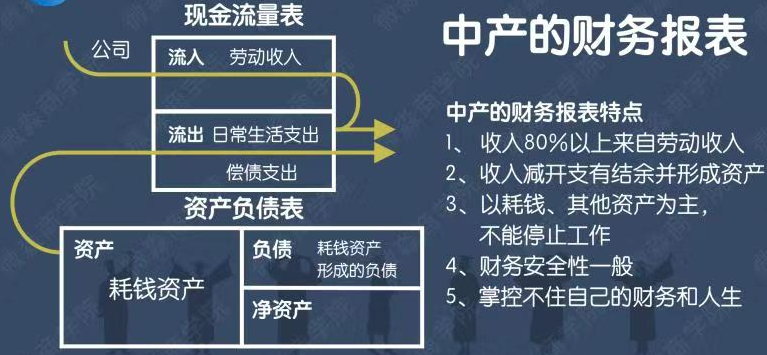 现金流量表
公司
流入 劳动收入
流出 日常生活支出
偿债支出
资产负债表
资产
耗钱资产
负债 耗钱资产
形成的负债
净资产
中产的财务报表
中产的财务报表特点
1、 收入80%以上来自劳动收入
2、收入减开支有结余并形成资产
3、以耗钱、其他资产为主，
不能停止工作
4、财务安全性一般
5、掌控不住自己的财务和人生